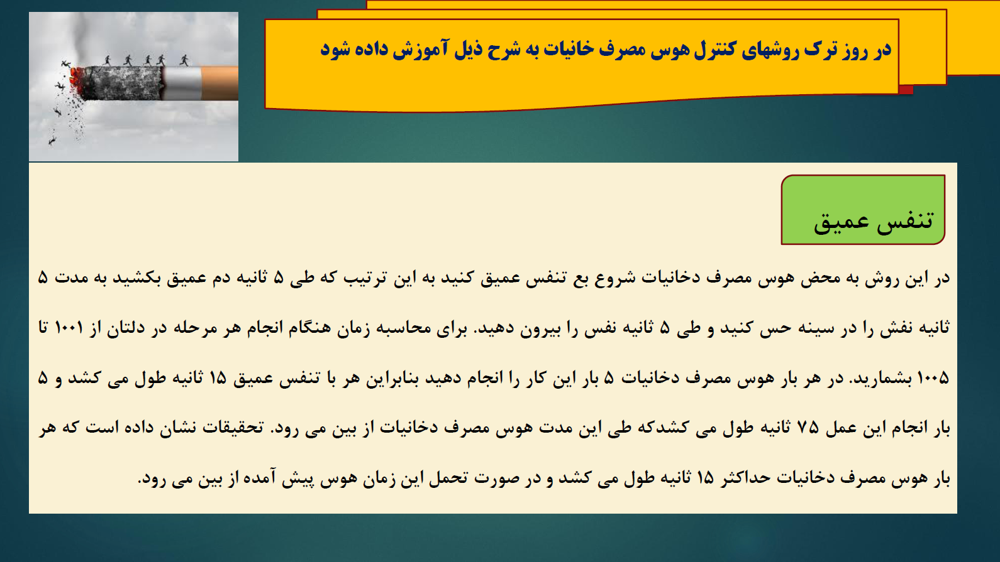 در روز ترک روشهای کنترل هوس مصرف خانیات به شرح ذیل آموزش داده شود
تنفس عمیق
در این روش به محض هوس مصرف دخانیات شروع بع تنفس عمیق کنید به این ترتیب که طی ۵ ثانیه دم عمیق بکشید به مدت ۵
ثانیه نفش را در سینه حس کنید و طی ۵ ثانیه نفس را بیرون دهید. برای محاسبه زمان هنگام انجام هر مرحله در دلتان از ۱۰۰۱ تا
۱۰۰۵ بشمارید. در هر بار هوس مصرف دخانیات ۵ بار این کار را انجام دهید بنابراین هر با تنفس عمیق ۱۵ ثانیه طول می کشد و ۵
بار انجام این عمل ۷۵ ثانیه طول می کشدکه طی این مدت هوس مصرف دخانیات از بین می رود. تحقیقات نشان داده است که هر
بار هوس مصرف دخانیات حداکثر ۱۵ ثانیه طول می کشد و در صورت تحمل این زمان هوس پیش آمده از بین می رود.